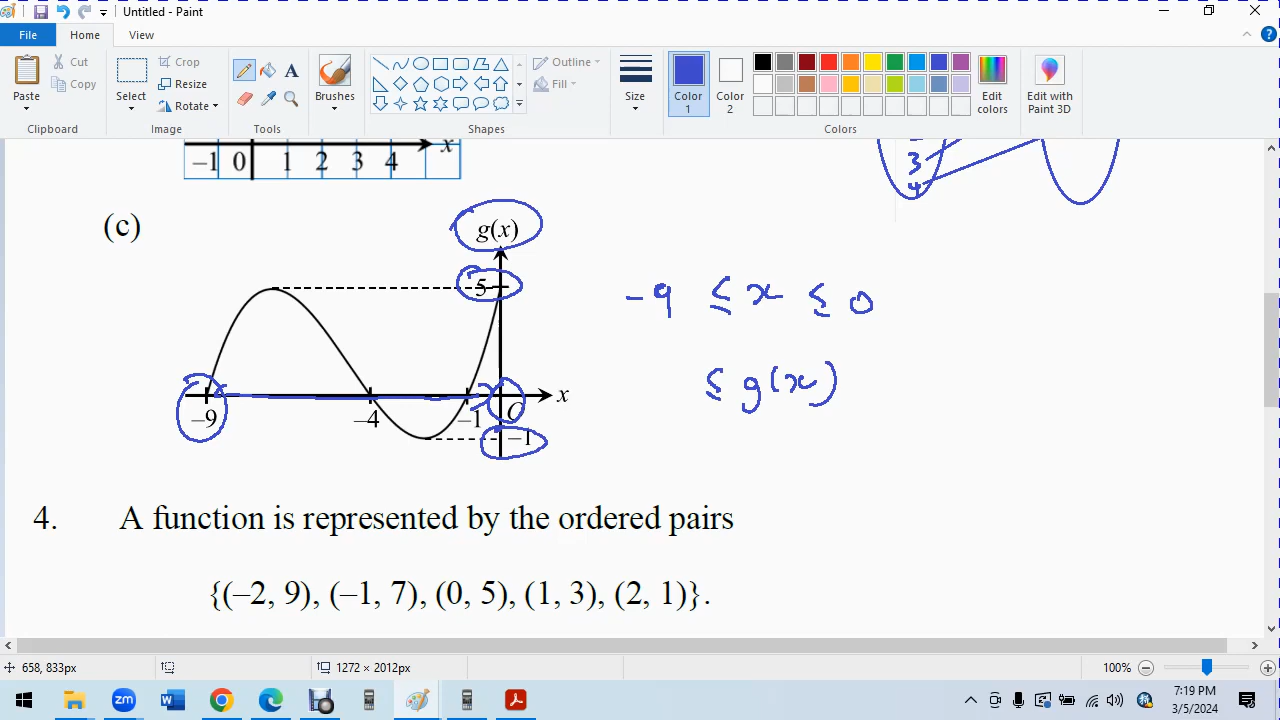 Untitled - Paint
File Home View
Paste Cut Copy Clipboard
Select Crop Resize Rotate Image
A Tools
Brushes
Outline Fill Shapes
Size
Color 1 Color 2 Edit colors Colors
Edit with Paint 3D
−1 0 1 2 3 4 x
3
4
(c)
g(x)
5
−9 ≤ x ≤ 0
≤ g(x)
x
−9 −4 −1 O
−1
4. A function is represented by the ordered pairs
{(–2, 9), (–1, 7), (0, 5), (1, 3), (2, 1)}.
658, 833px 1272 × 2012px 100%
zm W
7:19 PM
3/5/2024